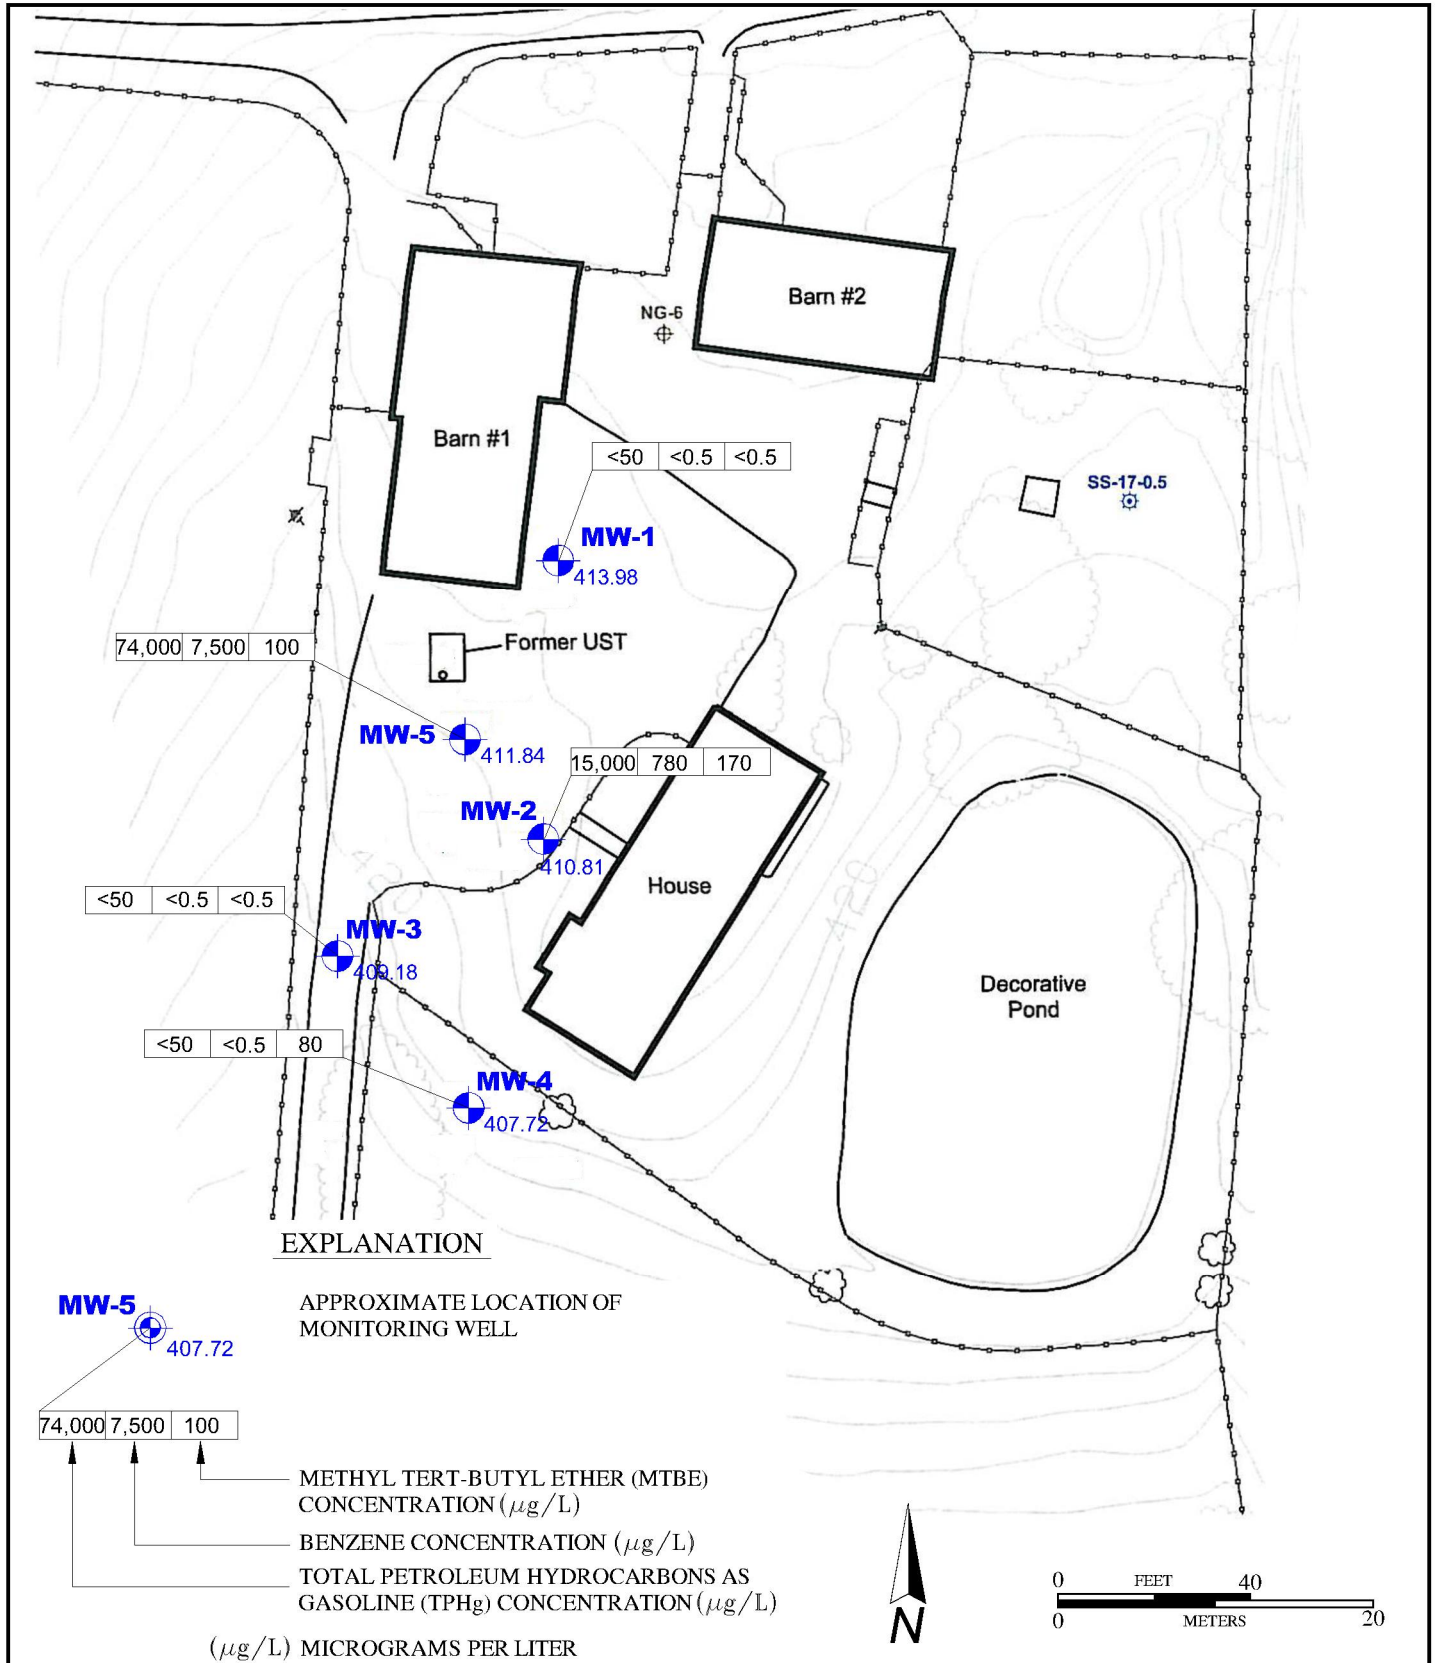 Barn #2
NG-6
Barn #1
<50 <0.5 <0.5
SS-17-0.5
MW-1
413.98
74,000 7,500 100
Former UST
MW-5
411.84
15,000 780 170
MW-2
410.81
House
<50 <0.5 <0.5
MW-3
409.18
Decorative
Pond
<50 <0.5 80
MW-4
407.72
420
EXPLANATION
MW-5
407.72
APPROXIMATE LOCATION OF
MONITORING WELL
74,000 7,500 100
METHYL TERT-BUTYL ETHER (MTBE)
CONCENTRATION (μg/L)
BENZENE CONCENTRATION (μg/L)
TOTAL PETROLEUM HYDROCARBONS AS
GASOLINE (TPHg) CONCENTRATION (μg/L)
(μg/L) MICROGRAMS PER LITER
N
0 FEET 40
0 METERS 20